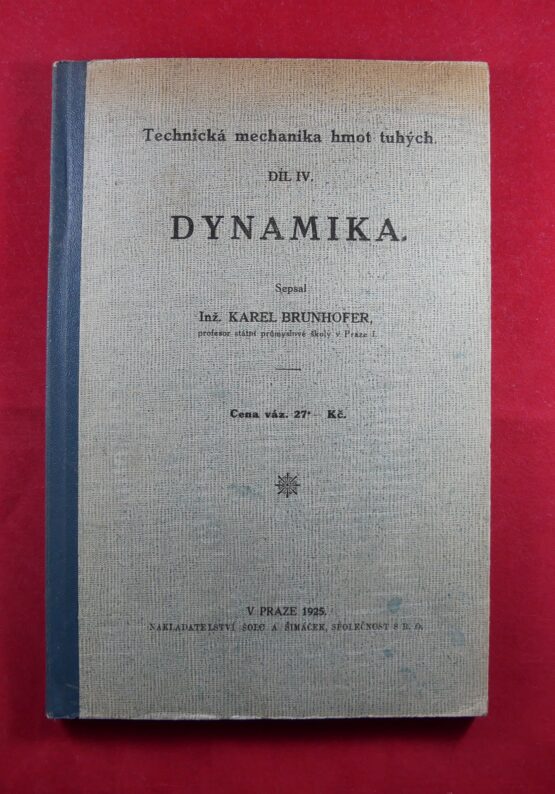 Technická mechanika hmot tuhých.
DÍL IV.
DYNAMIKA.
Sepsal
Inž. KAREL BRUNHOFER,
profesor státní průmyslové školy v Praze I.
Cena váz. 27·— Kč.
V PRAZE 1925.
NAKLADATELSTVÍ ŠOLC A ŠIMÁČEK, SPOLEČNOST S R. O.